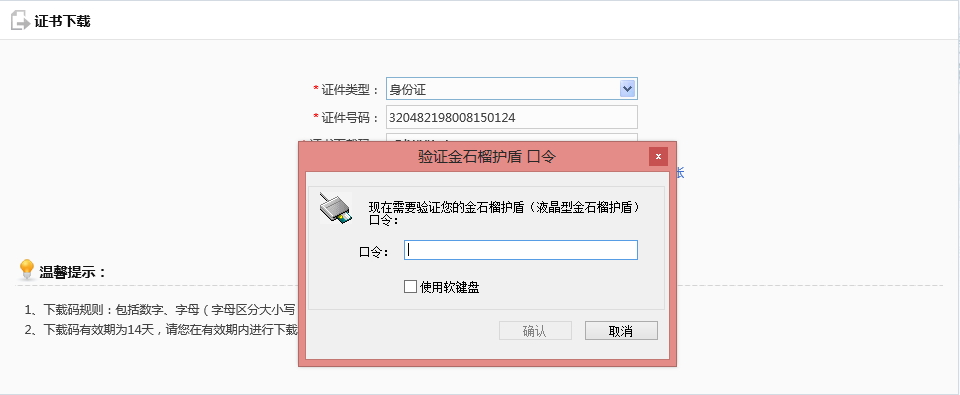 证书下载
* 证件类型： 身份证
* 证件号码： 320482198008150124
验证金石榴护盾 口令
x
张
现在需要验证您的金石榴护盾（液晶型金石榴护盾）
口令：
口令：
使用软键盘
确认 取消
温馨提示：
1、下载码规则：包括数字、字母（字母区分大小写
2、下载码有效期为14天，请您在有效期内进行下载